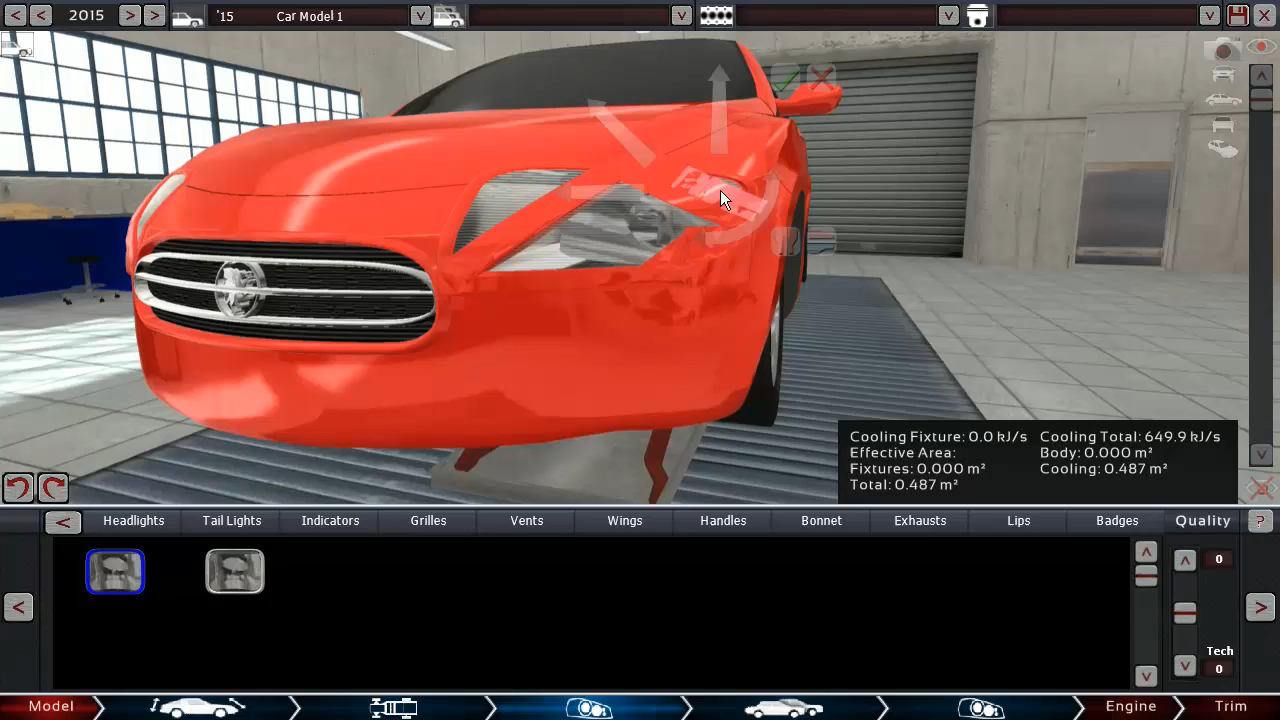 2015
'15 Car Model 1
Cooling Fixture: 0.0 kJ/s Cooling Total: 649.9 kJ/s
Effective Area: Body: 0.000 m²
Fixtures: 0.000 m² Cooling: 0.487 m²
Total: 0.487 m²
< Headlights Tail Lights Indicators Grilles Vents Wings Handles Bonnet Exhausts Lips Badges Quality ?
0
Tech
0
Model Engine Trim